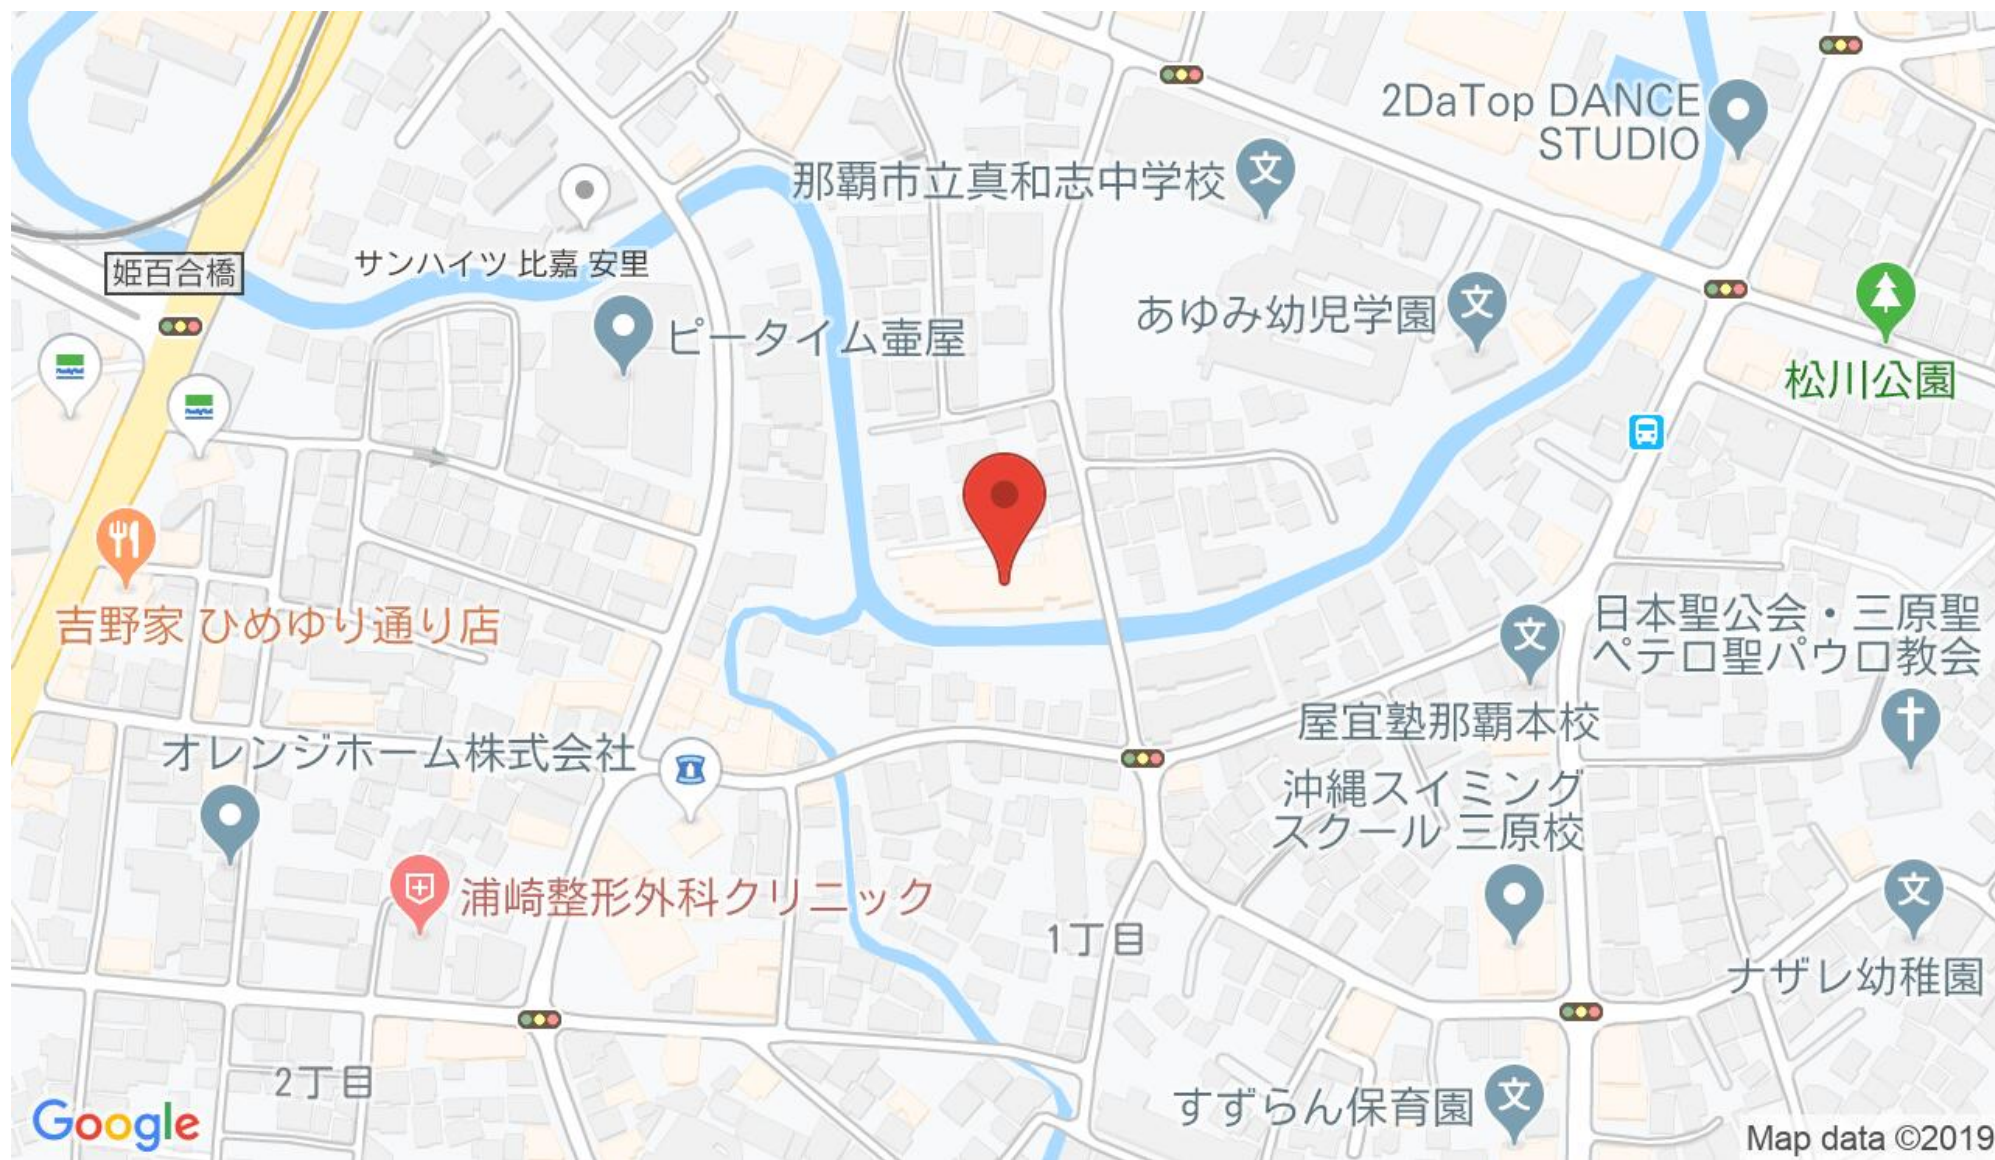 2DaTop DANCE
STUDIO
那覇市立真和志中学校
サンハイツ 比嘉 安里
姫百合橋
あゆみ幼児学園
ピータイム壷屋
松川公園
吉野家 ひめゆり通り店
日本聖公会・三原聖
ペテロ聖パウロ教会
屋宜塾那覇本校
オレンジホーム株式会社
沖縄スイミング
スクール 三原校
浦崎整形外科クリニック
1丁目
ナザレ幼稚園
2丁目
すずらん保育園
Google
Map data ©2019